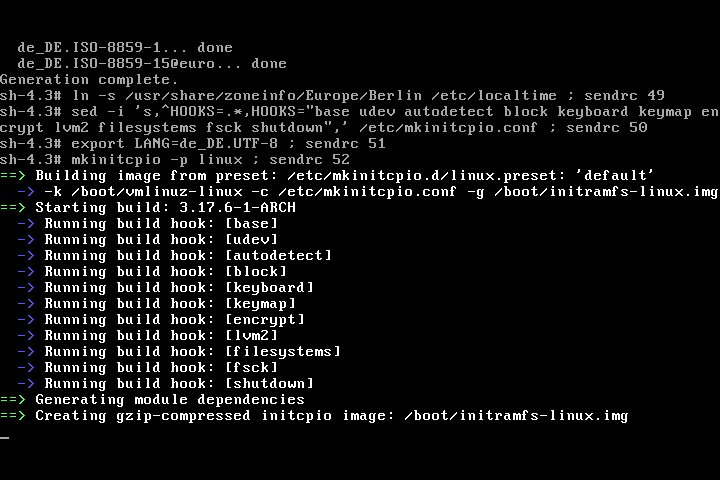 de_DE.ISO-8859-1... done
de_DE.ISO-8859-15@euro... done
Generation complete.
sh-4.3# ln -s /usr/share/zoneinfo/Europe/Berlin /etc/localtime ; sendrc 49
sh-4.3# sed -i 's,^HOOKS=.*,HOOKS="base udev autodetect block keyboard keymap en
crypt lvm2 filesystems fsck shutdown",' /etc/mkinitcpio.conf ; sendrc 50
sh-4.3# export LANG=de_DE.UTF-8 ; sendrc 51
sh-4.3# mkinitcpio -p linux ; sendrc 52
==> Building image from preset: /etc/mkinitcpio.d/linux.preset: 'default'
-> -k /boot/vmlinuz-linux -c /etc/mkinitcpio.conf -g /boot/initramfs-linux.img
==> Starting build: 3.17.6-1-ARCH
-> Running build hook: [base]
-> Running build hook: [udev]
-> Running build hook: [autodetect]
-> Running build hook: [block]
-> Running build hook: [keyboard]
-> Running build hook: [keymap]
-> Running build hook: [encrypt]
-> Running build hook: [lvm2]
-> Running build hook: [filesystems]
-> Running build hook: [fsck]
-> Running build hook: [shutdown]
==> Generating module dependencies
==> Creating gzip-compressed initcpio image: /boot/initramfs-linux.img